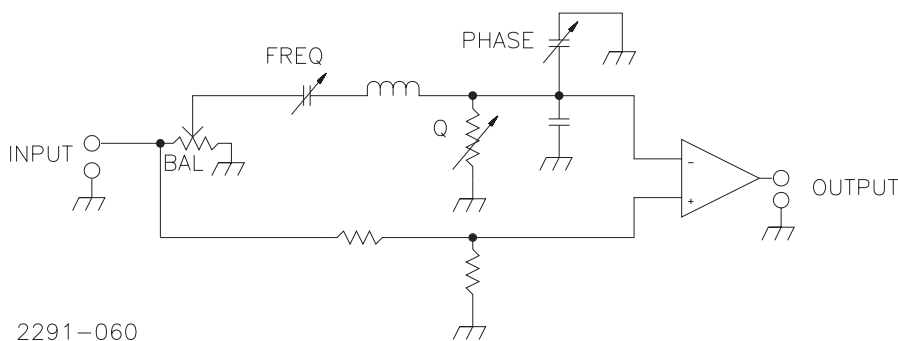 PHASE
FREQ
Q
INPUT
BAL
-
+
OUTPUT
2291-060